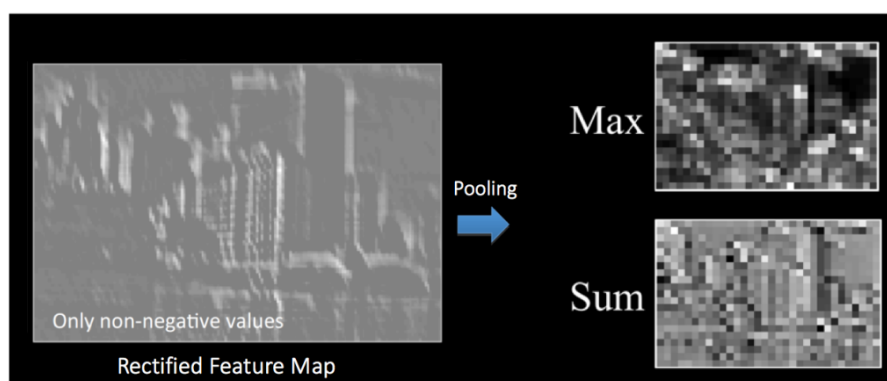 Only non-negative values
Rectified Feature Map
Pooling
Max
Sum